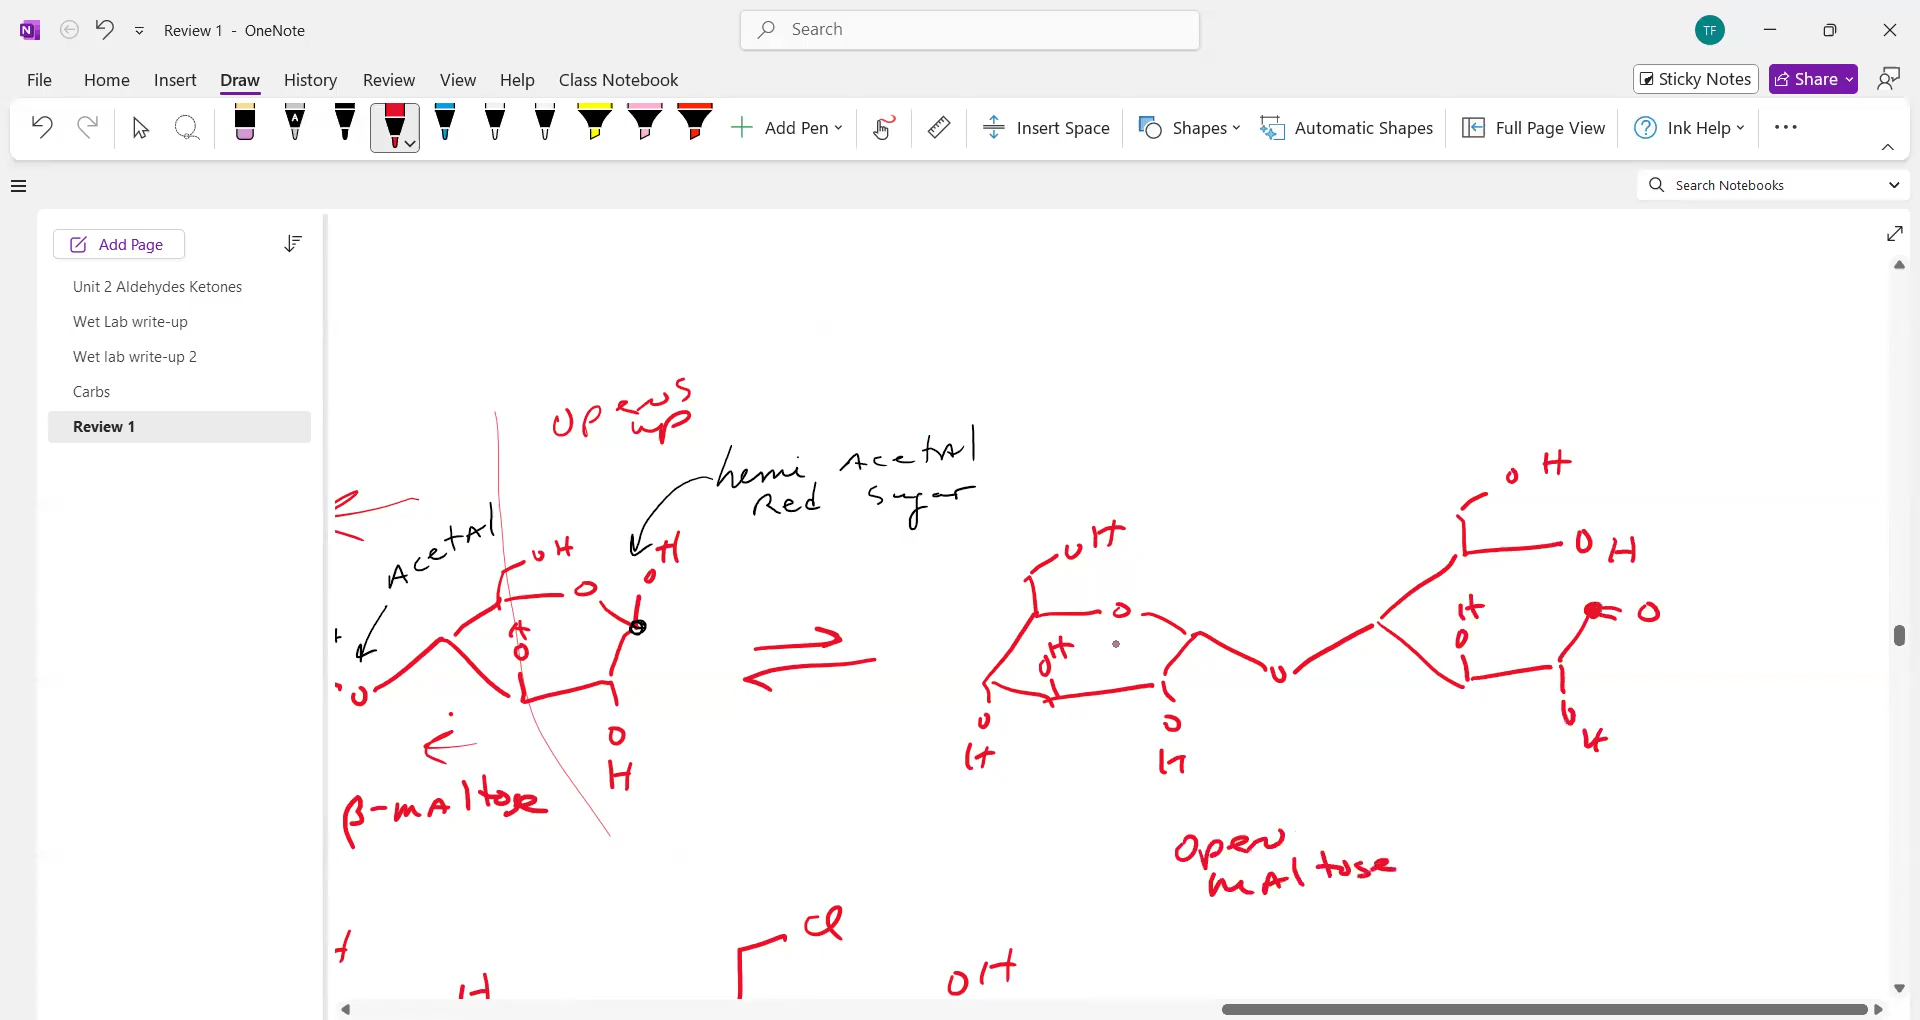 Review 1 - OneNote
Search
TF
File Home Insert Draw History Review View Help Class Notebook
Sticky Notes
Share
A
Add Pen
Insert Space
Shapes
Automatic Shapes
Full Page View
Ink Help
Search Notebooks
Add Page
Unit 2 Aldehydes Ketones
Wet Lab write-up
Wet lab write-up 2
Carbs
Review 1
opens
up
hemi Acetal
Red sugar
Acetal
OH
O
H
O
H
O
O
O
H
β-maltose
OH
O
OH
O
H
O
H
O
OH
OH
H
O
O
O
H
open
maltose
Cl
OH
H